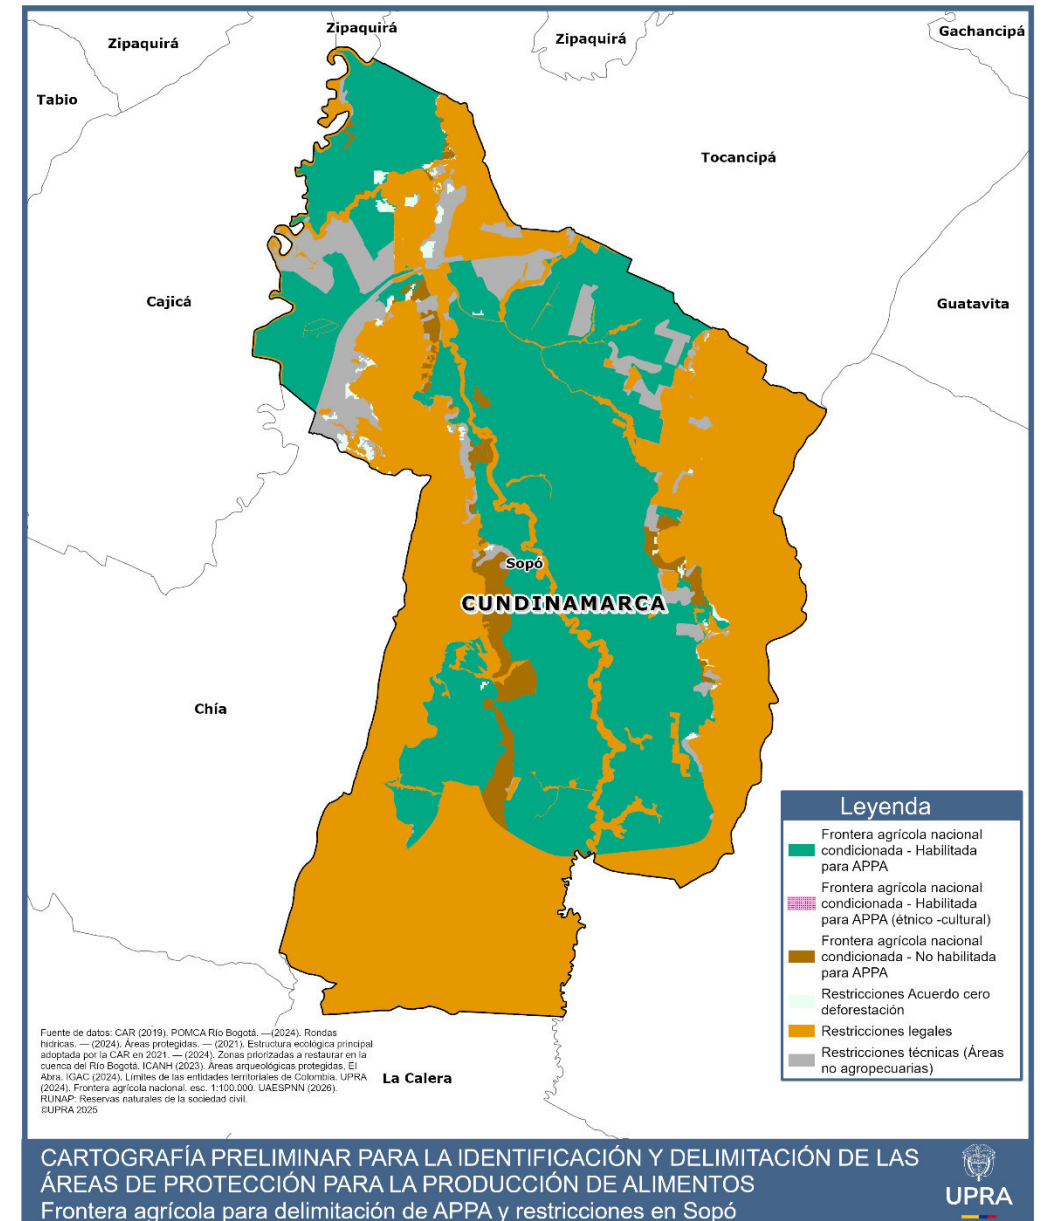 Zipaquirá
Zipaquirá
Zipaquirá
Gachancipá
Tabio
Tocancipá
Cajicá
Guatavita
Sopó
CUNDINAMARCA
Chía
La Calera
Leyenda
Frontera agrícola nacional
condicionada - Habilitada
para APPA
Frontera agrícola nacional
condicionada - Habilitada
para APPA (étnico -cultural)
Frontera agrícola nacional
condicionada - No habilitada
para APPA
Restricciones Acuerdo cero
deforestación
Restricciones legales
Restricciones técnicas (Áreas
no agropecuarias)
Fuente de datos: CAR (2019). POMCA Río Bogotá. —(2024). Rondas
hídricas. — (2024). Áreas protegidas. — (2021). Estructura ecológica principal
adoptada por la CAR en 2021. — (2024). Zonas priorizadas a restaurar en la
cuenca del Río Bogotá. ICANH (2023). Áreas arqueológicas protegidas, El
Abra. IGAC (2024). Límites de las entidades territoriales de Colombia. UPRA
(2024). Frontera agrícola nacional. esc. 1:100.000. UAESPNN (2026).
RUNAP: Reservas naturales de la sociedad civil.
©UPRA 2025
CARTOGRAFÍA PRELIMINAR PARA LA IDENTIFICACIÓN Y DELIMITACIÓN DE LAS
ÁREAS DE PROTECCIÓN PARA LA PRODUCCIÓN DE ALIMENTOS
Frontera agrícola para delimitación de APPA y restricciones en Sopó
UPRA